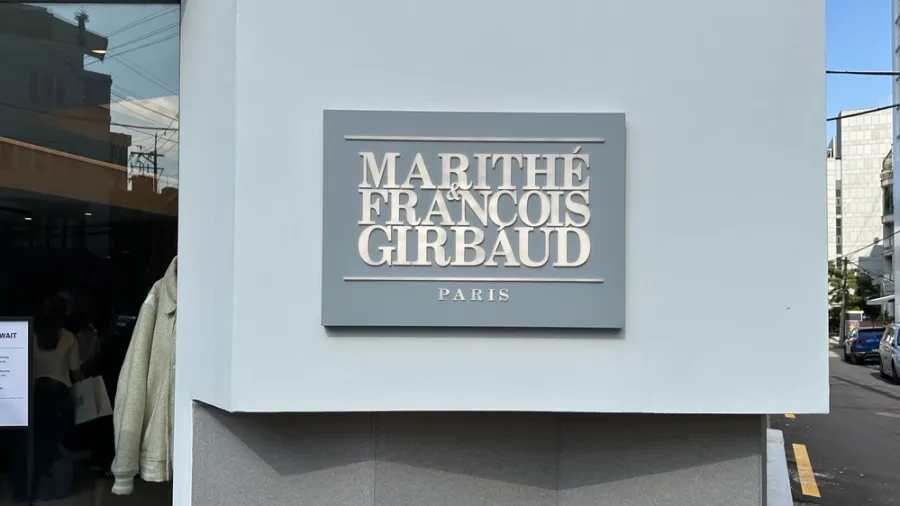 MARITHÉ
&
FRANÇOIS
GIRBAUD
PARIS
WAIT